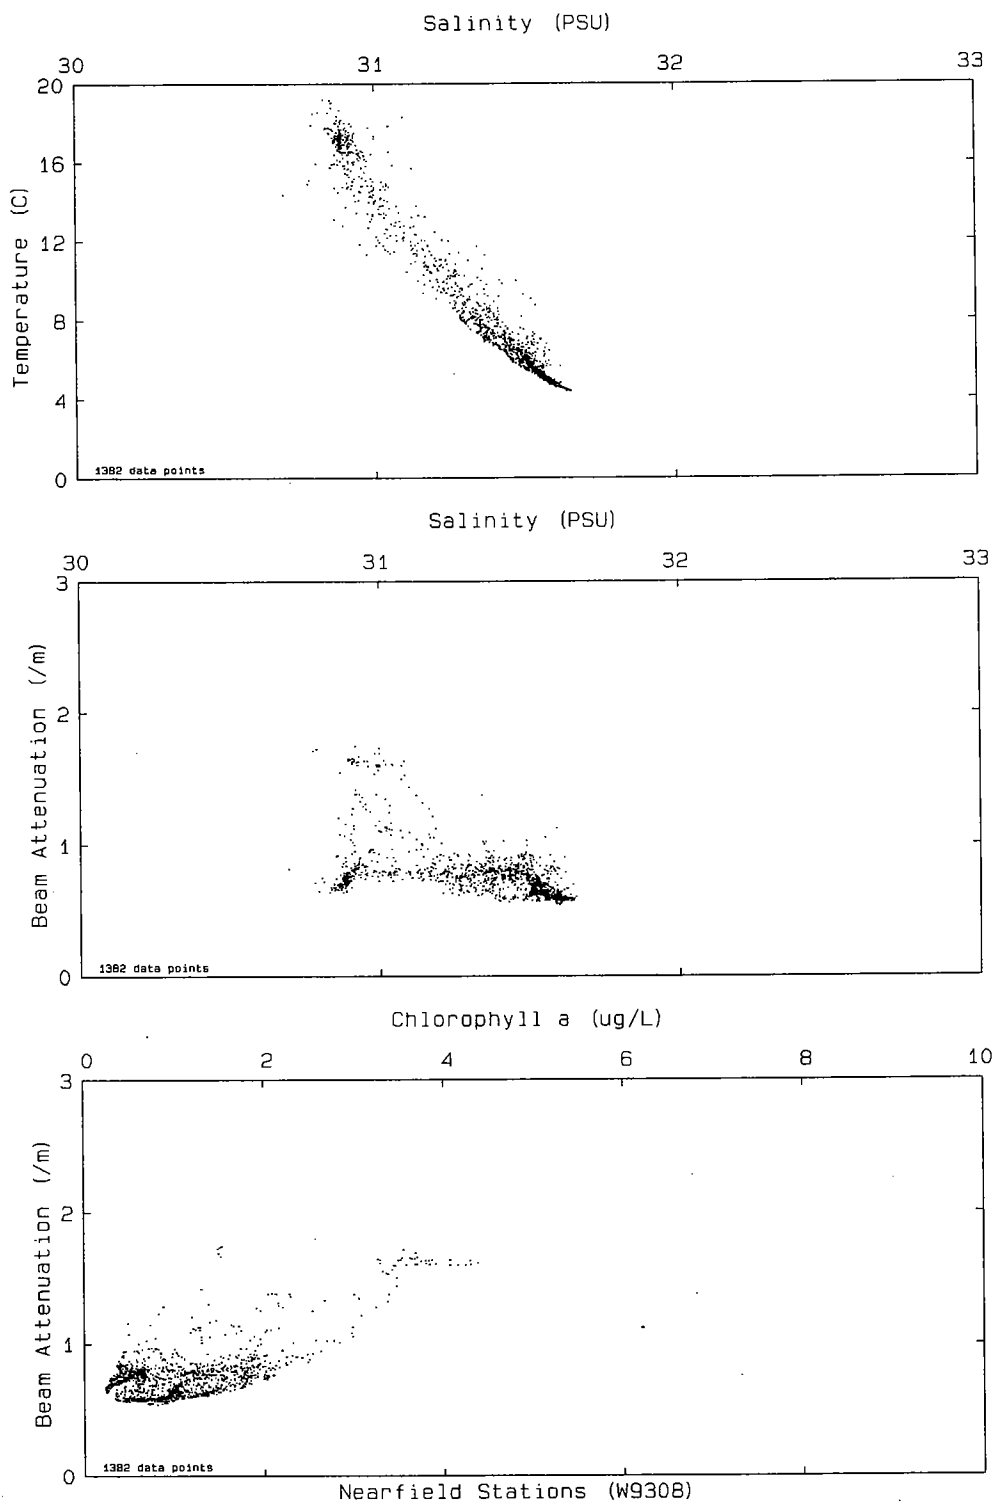 Salinity (PSU)
30 31 32 33
20
16
12
8
4
0
Temperature (C)
1382 data points
Salinity (PSU)
30 31 32 33
3
2
1
0
Beam Attenuation (/m)
1382 data points
Chlorophyll a (ug/L)
0 2 4 6 8 10
3
2
1
0
Beam Attenuation (/m)
1382 data points
Nearfield Stations (W9308)